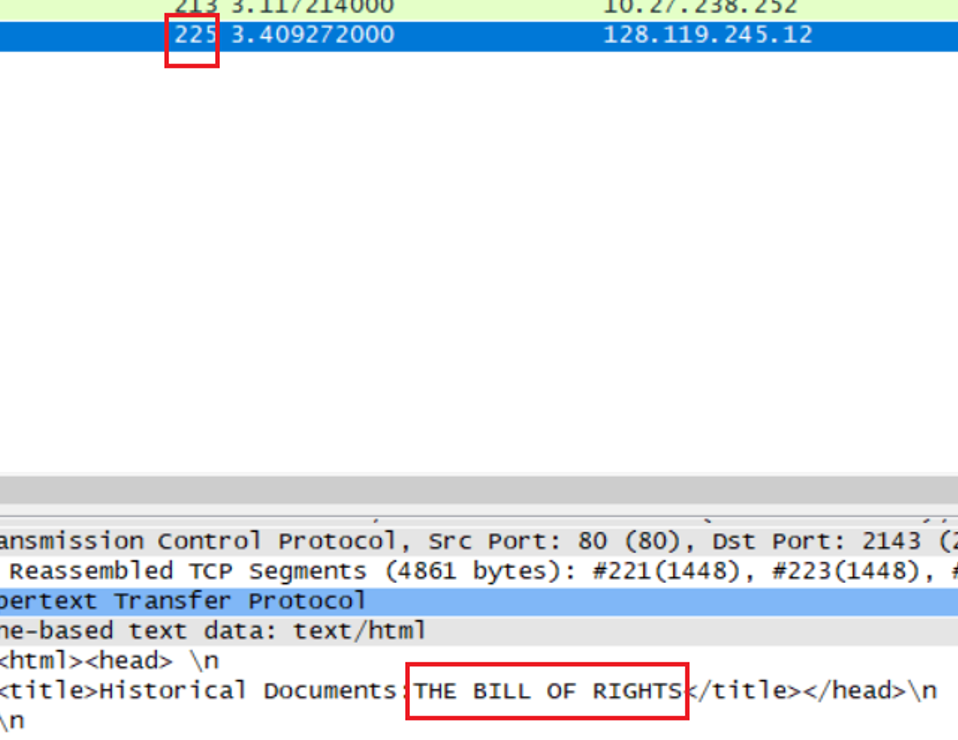 213 3.117214000 10.27.238.252
225 3.409272000 128.119.245.12
ansmission Control Protocol, Src Port: 80 (80), Dst Port: 2143 (2
Reassembled TCP Segments (4861 bytes): #221(1448), #223(1448), #
pertext Transfer Protocol
ne-based text data: text/html
<html><head> \n
<title>Historical Documents:THE BILL OF RIGHTS</title></head>\n
\n